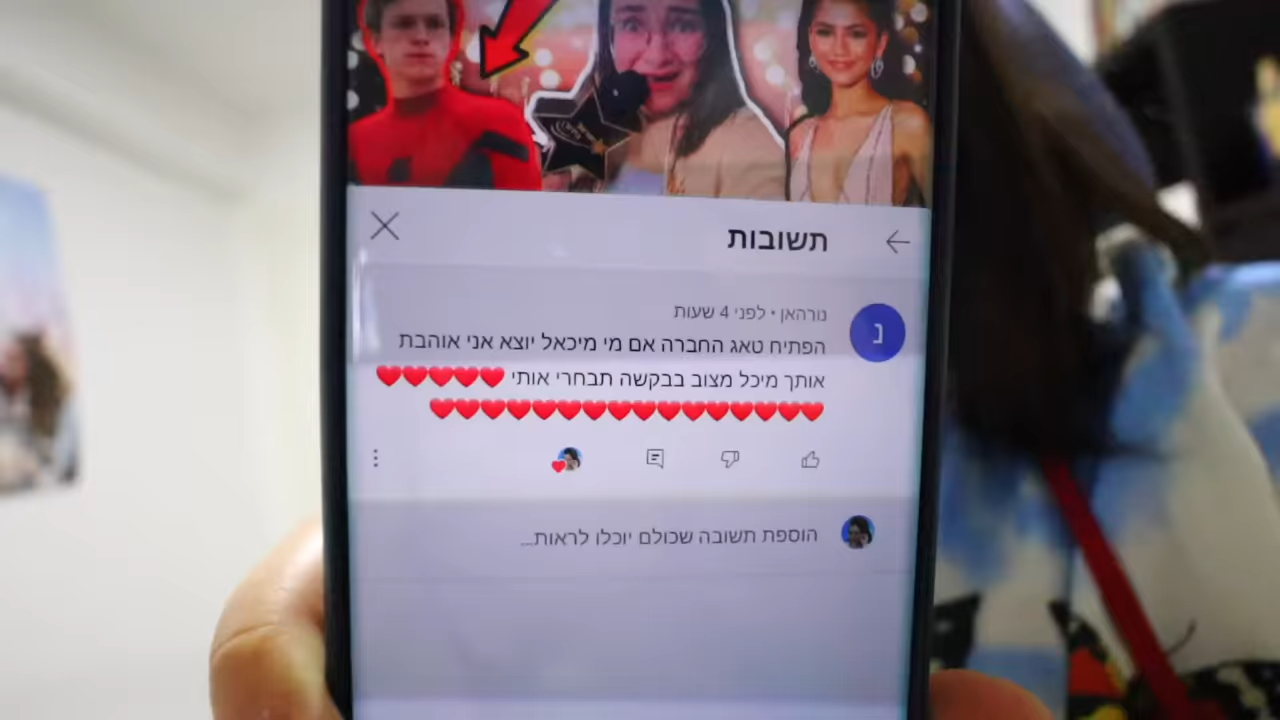 תשובות
נורהאן • לפני 4 שעות
הפתיח טאג החברה אם מי מיכאל יוצא אני אוהבת
אותך מיכל מצוב בבקשה תבחרי אותי ❤️❤️❤️❤️❤️
❤️❤️❤️❤️❤️❤️❤️❤️❤️❤️❤️❤️❤️❤️❤️❤️
נ
הוספת תשובה שכולם יוכלו לראות...